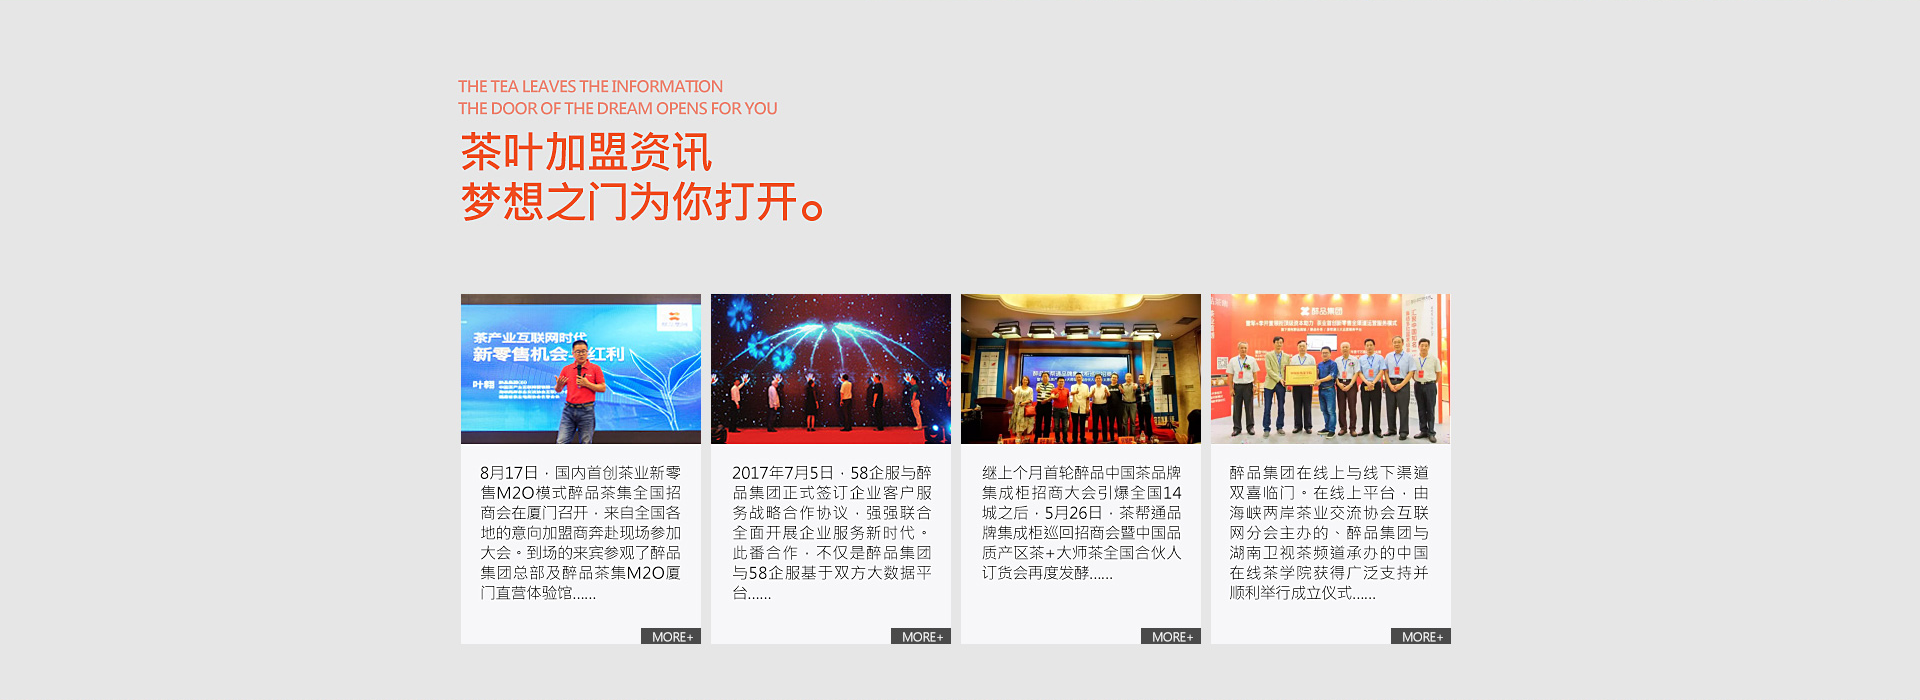 THE TEA LEAVES THE INFORMATION
THE DOOR OF THE DREAM OPENS FOR YOU
茶叶加盟资讯
梦想之门为你打开。
茶产业互联网时代
新零售机会与红利
叶翱
8月17日，国内首创茶业新零
售M2O模式醉品茶集全国招
商会在厦门召开，来自全国各
地的意向加盟商奔赴现场参加
大会。到场的来宾参观了醉品
集团总部及醉品茶集M2O厦
门直营体验馆……
MORE+
2017年7月5日，58企服与醉
品集团正式签订企业客户服
务战略合作协议，强强联合
全面开展企业服务新时代。
此番合作，不仅是醉品集团
与58企服基于双方大数据平
台……
MORE+
继上个月首轮醉品中国茶品牌
集成柜招商大会引爆全国14
城之后，5月26日，茶帮通品
牌集成柜巡回招商会暨中国品
质产区茶+大师茶全国合伙人
订货会再度发酵……
MORE+
醉品集团
醉品集团在线上与线下渠道
双喜临门。在线上平台，由
海峡两岸茶业交流协会互联
网分会主办的、醉品集团与
湖南卫视茶频道承办的中国
在线茶学院获得广泛支持并
顺利举行成立仪式……
MORE+